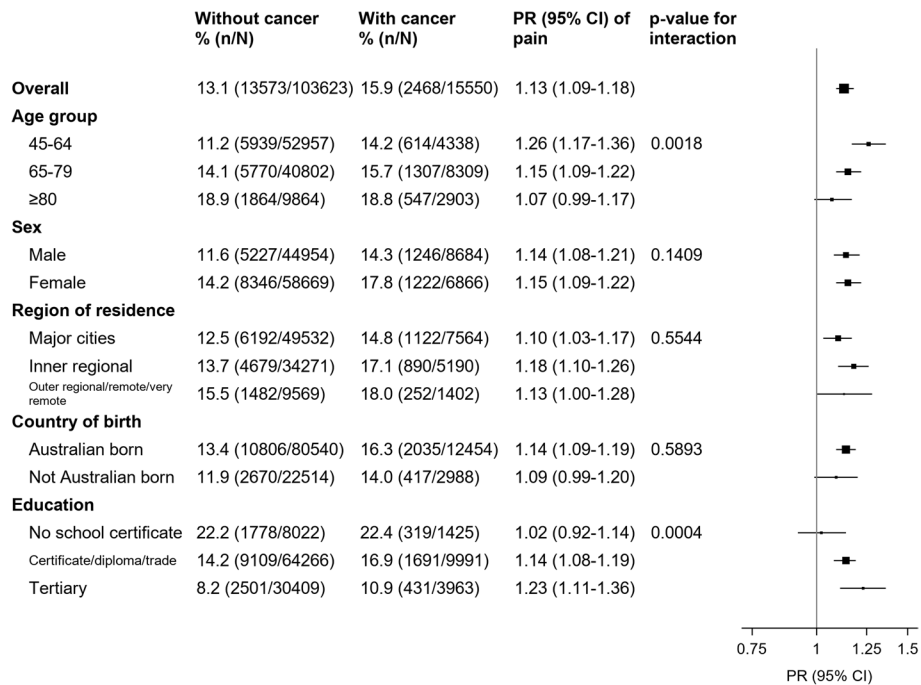 Without cancer With cancer PR (95% CI) of p-value for
% (n/N) % (n/N) pain interaction
Overall 13.1 (13573/103623) 15.9 (2468/15550) 1.13 (1.09-1.18)
Age group
45-64 11.2 (5939/52957) 14.2 (614/4338) 1.26 (1.17-1.36) 0.0018
65-79 14.1 (5770/40802) 15.7 (1307/8309) 1.15 (1.09-1.22)
≥80 18.9 (1864/9864) 18.8 (547/2903) 1.07 (0.99-1.17)
Sex
Male 11.6 (5227/44954) 14.3 (1246/8684) 1.14 (1.08-1.21) 0.1409
Female 14.2 (8346/58669) 17.8 (1222/6866) 1.15 (1.09-1.22)
Region of residence
Major cities 12.5 (6192/49532) 14.8 (1122/7564) 1.10 (1.03-1.17) 0.5544
Inner regional 13.7 (4679/34271) 17.1 (890/5190) 1.18 (1.10-1.26)
Outer regional/remote/very
remote 15.5 (1482/9569) 18.0 (252/1402) 1.13 (1.00-1.28)
Country of birth
Australian born 13.4 (10806/80540) 16.3 (2035/12454) 1.14 (1.09-1.19) 0.5893
Not Australian born 11.9 (2670/22514) 14.0 (417/2988) 1.09 (0.99-1.20)
Education
No school certificate 22.2 (1778/8022) 22.4 (319/1425) 1.02 (0.92-1.14) 0.0004
Certificate/diploma/trade 14.2 (9109/64266) 16.9 (1691/9991) 1.14 (1.08-1.19)
Tertiary 8.2 (2501/30409) 10.9 (431/3963) 1.23 (1.11-1.36)
0.75 1 1.25 1.5
PR (95% CI)